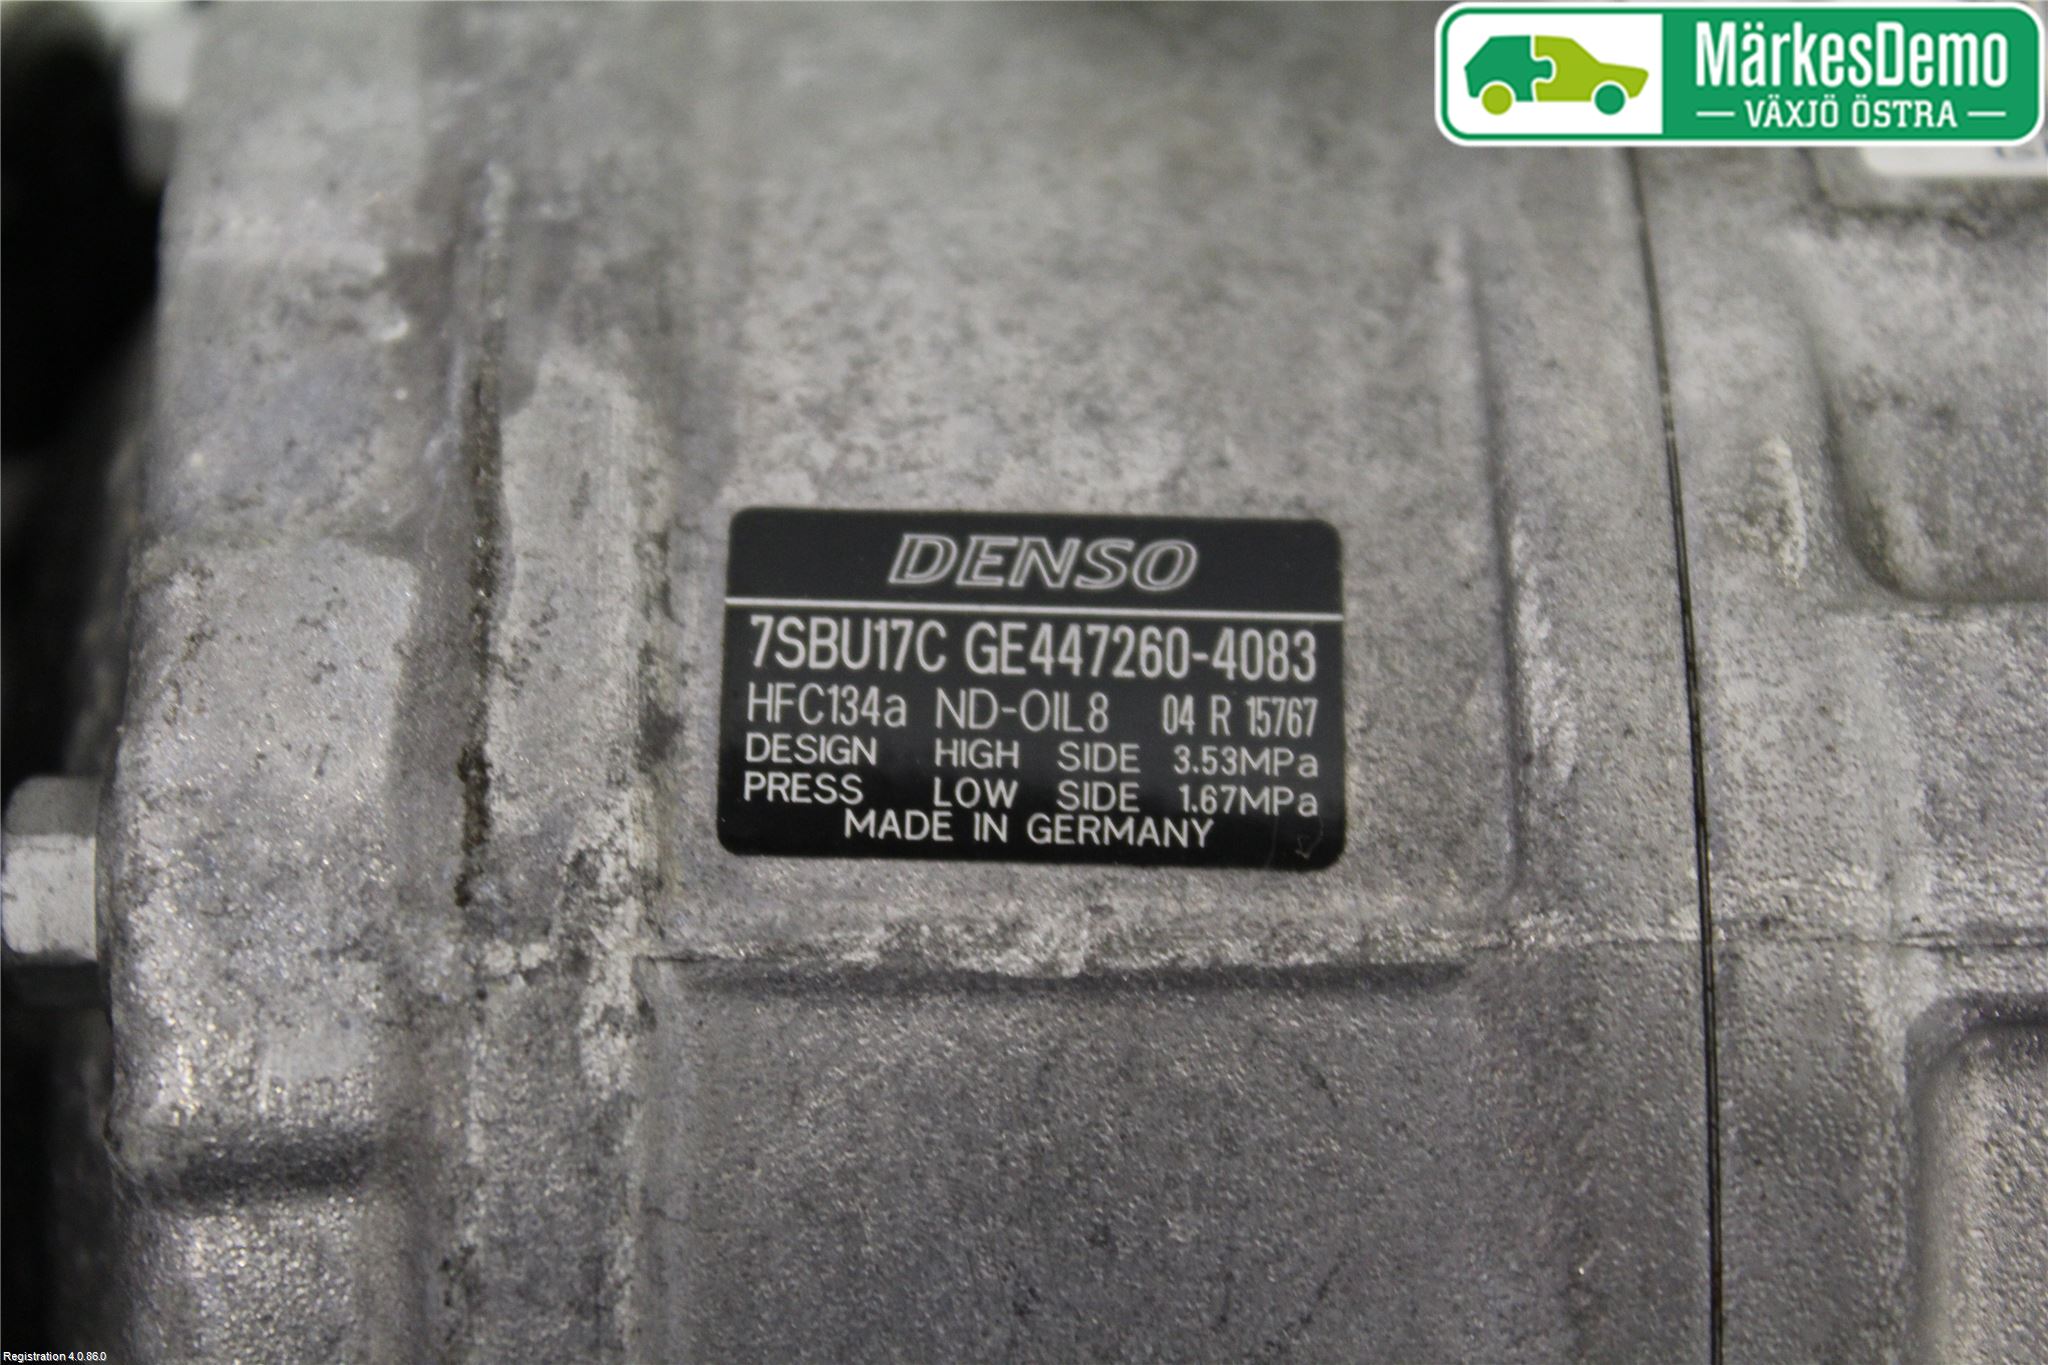 MärkesDemo
VÄXJÖ ÖSTRA
DENSO
7SBU17C GE447260-4083
HFC134a ND-OIL8 04 R 15767
DESIGN HIGH SIDE 3.53MPa
PRESS LOW SIDE 1.67MPa
MADE IN GERMANY
Registration 4.0.86.0